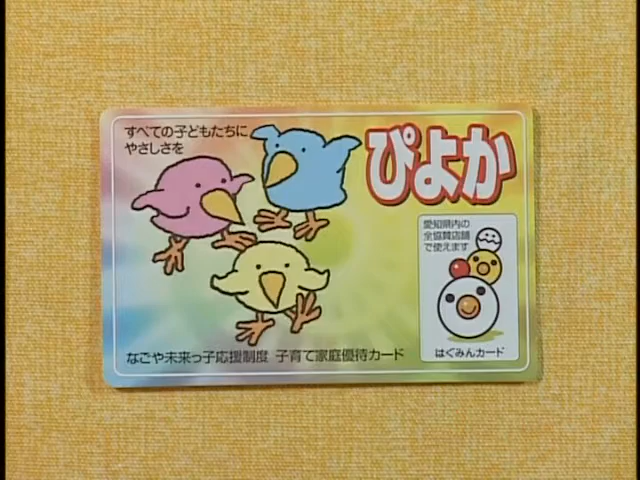 すべての子どもたちに
やさしさを
ぴよか
愛知県内の
全協賛店舗
で使えます
はぐみんカード
なごや未来っ子応援制度 子育て家庭優待カード